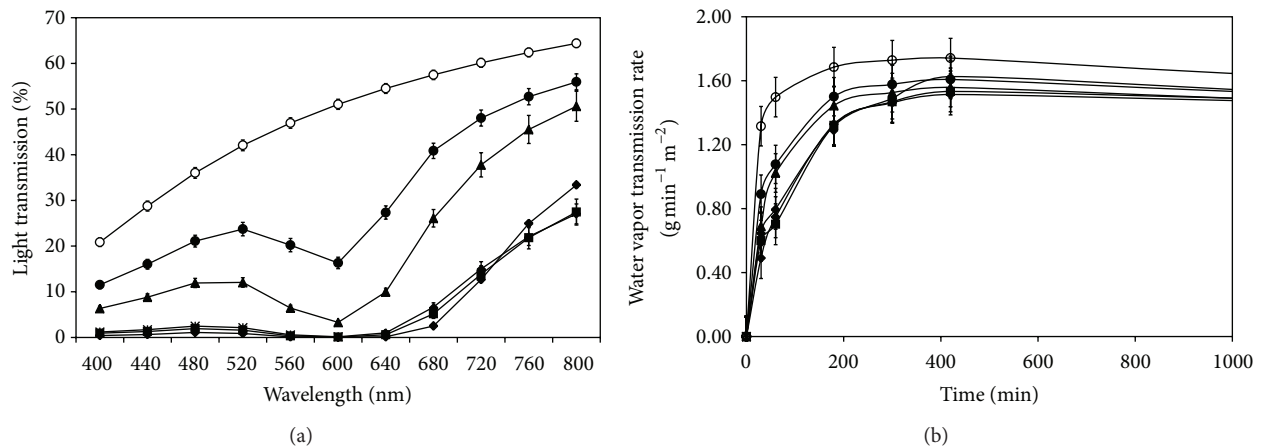 Light transmission (%)
70
60
50
40
30
20
10
0
400 440 480 520 560 600 640 680 720 760 800
Wavelength (nm)
(a)
Water vapor transmission rate
(g min⁻¹ m⁻²)
2.00
1.60
1.20
0.80
0.40
0.00
0 200 400 600 800 1000
Time (min)
(b)